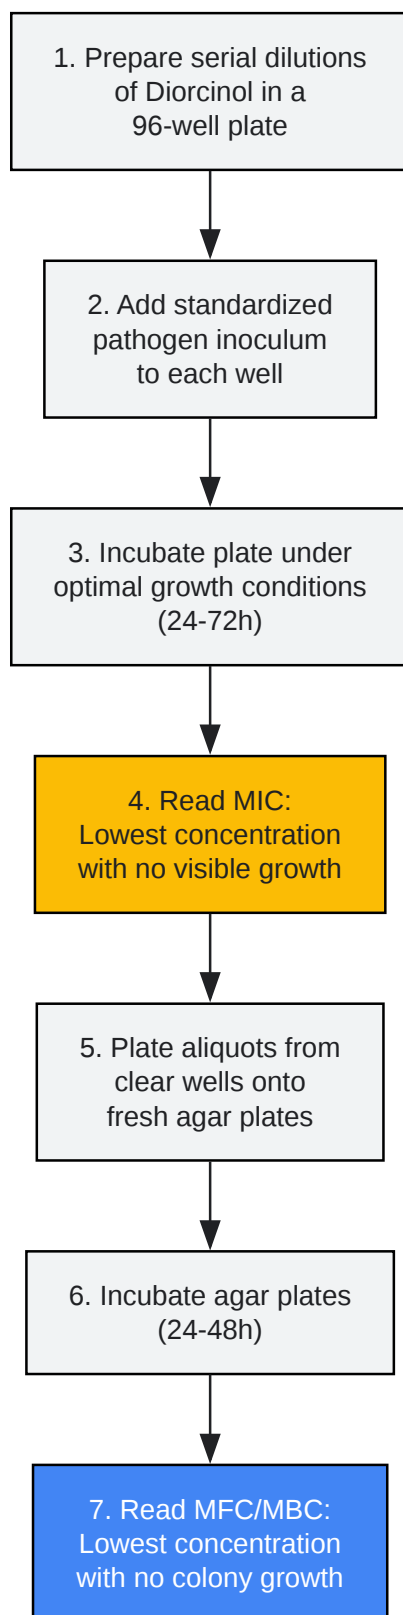 1. Prepare serial dilutions
of Diorcinol in a
96-well plate
2. Add standardized
pathogen inoculum
to each well
3. Incubate plate under
optimal growth conditions
(24-72h)
4. Read MIC:
Lowest concentration
with no visible growth
5. Plate aliquots from
clear wells onto
fresh agar plates
6. Incubate agar plates
(24-48h)
7. Read MFC/MBC:
Lowest concentration
with no colony growth